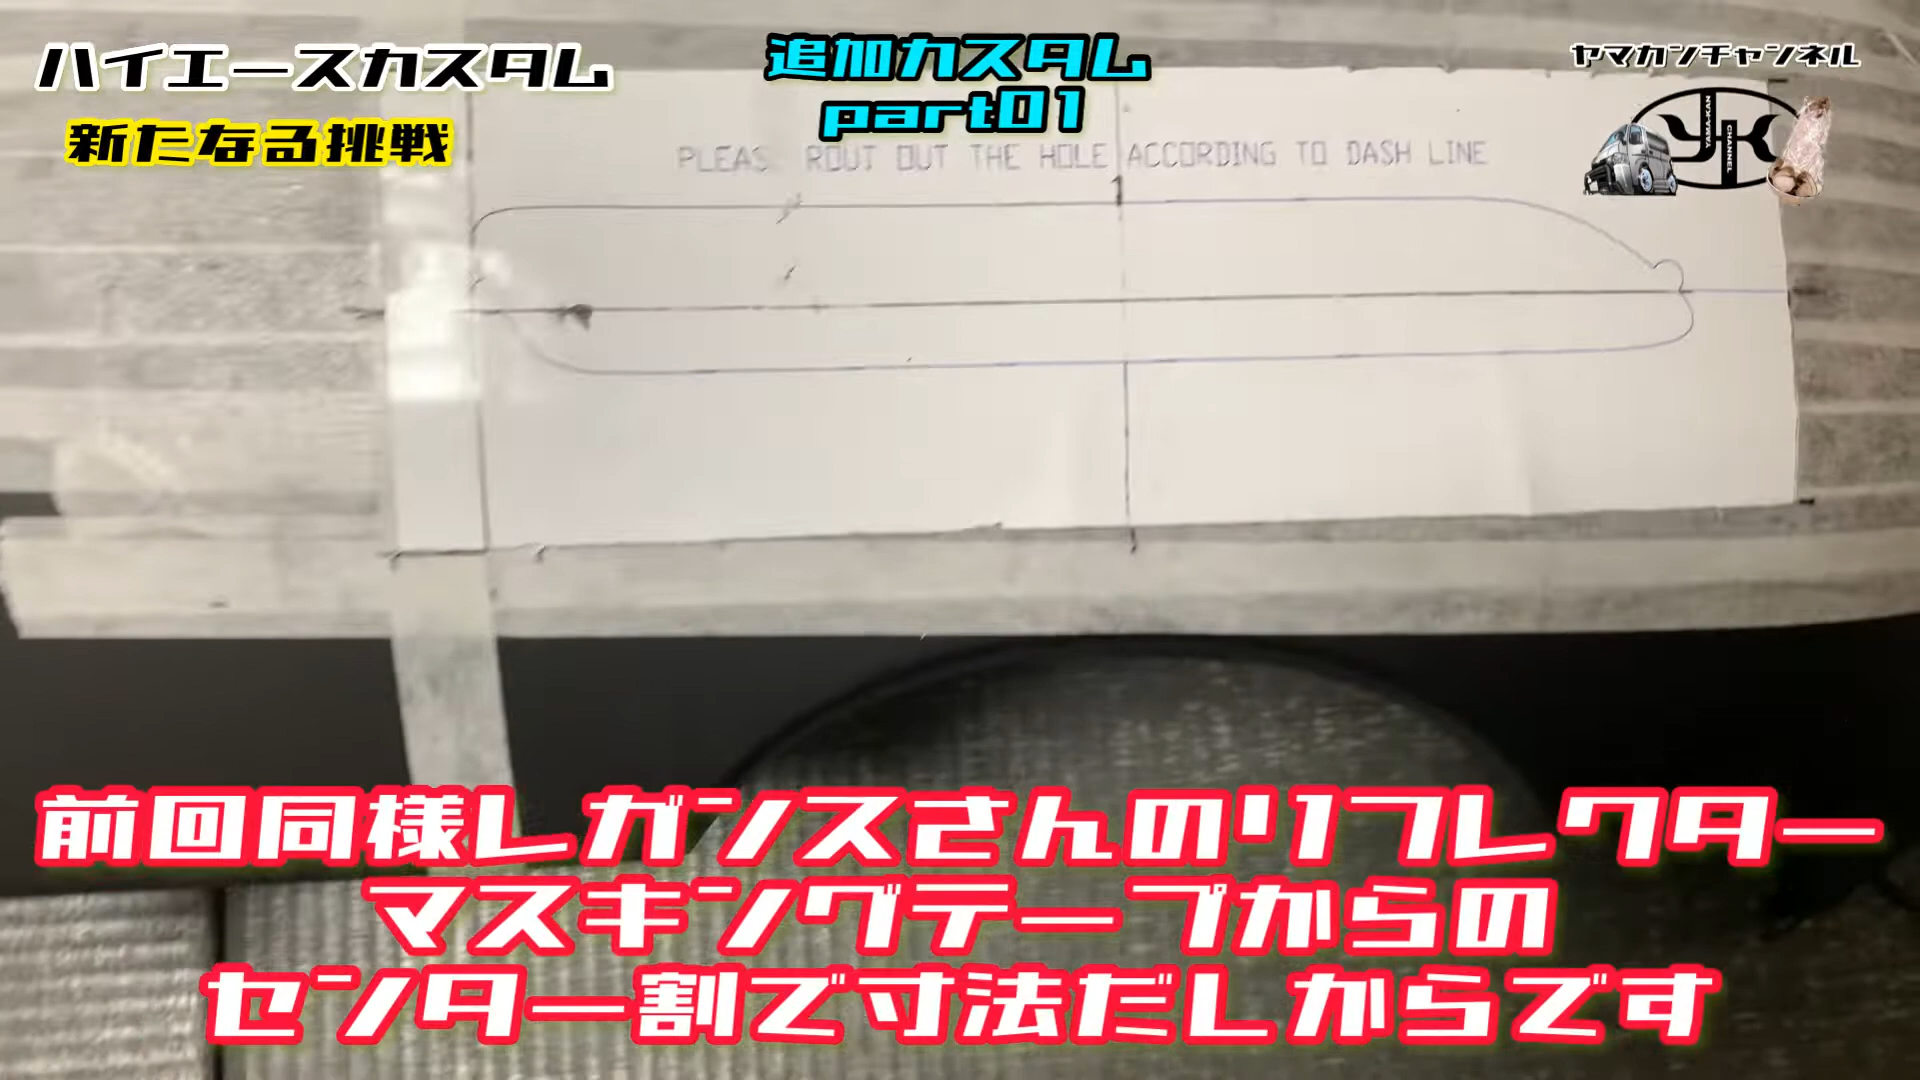 ハイエースカスタム
新たなる挑戦
追加カスタム
part01
ヤマカンチャンネル
YAMA-KAN
CHANNEL
PLEAS ROUT OUT THE HOLE ACCORDING TO DASH LINE
前回同様レガンスさんのリフレクター
マスキングテープからの
センター割で寸法だしからです